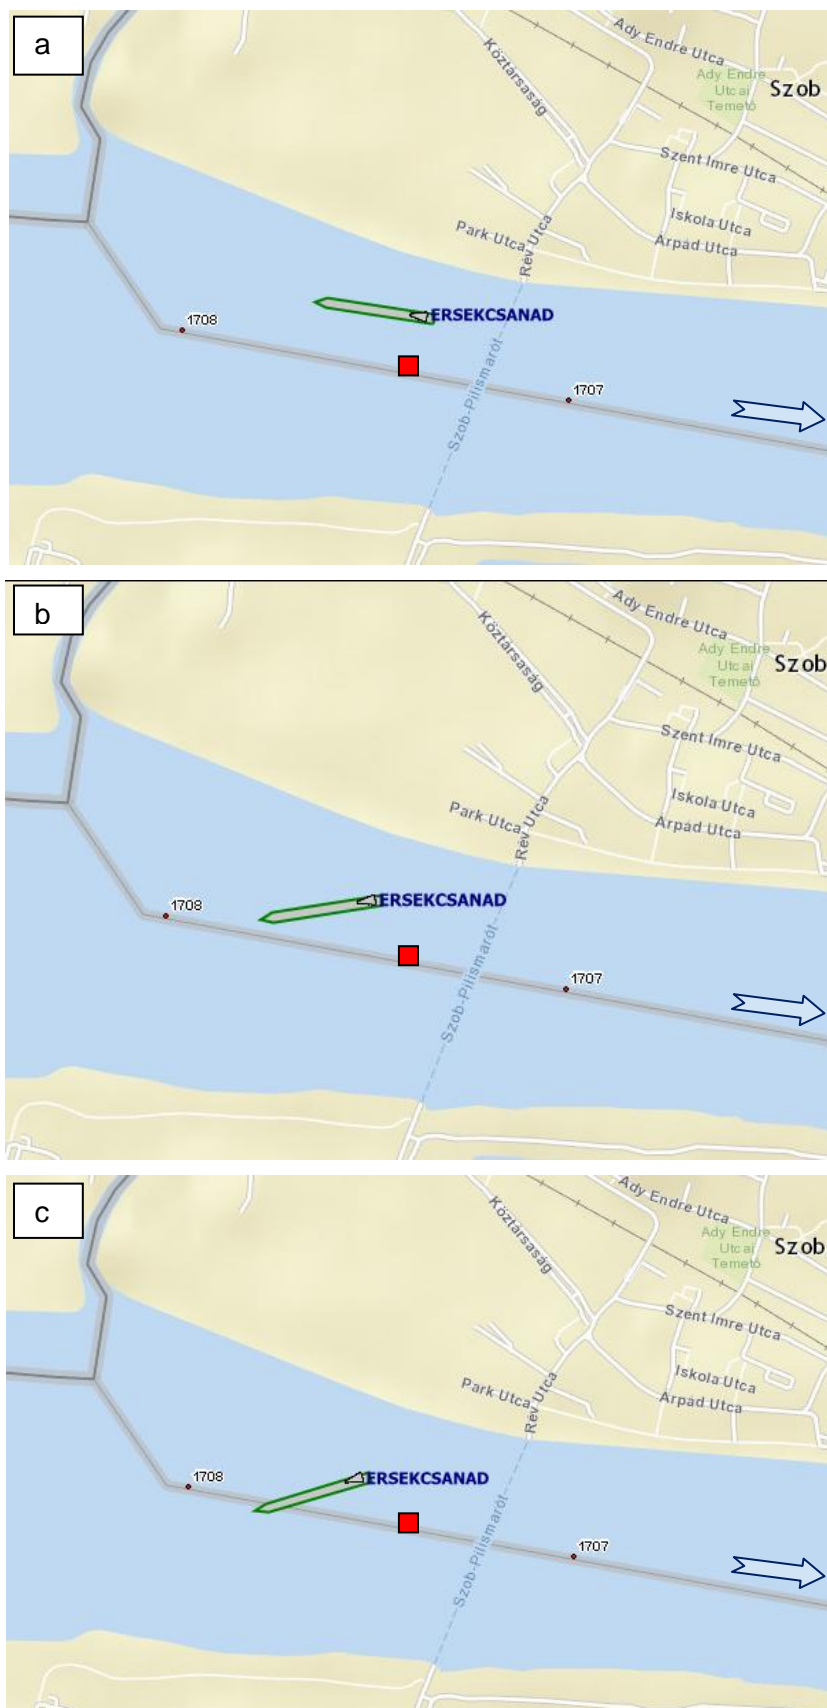 a
Ady Endre Utca
Köztársaság
Ady Endre
Utcai
Temető
Szob
Szent Imre Utca
Iskola Utca
Park Utca
Rév Utca
Arpád Utca
ERSEKCSANAD
1708
Szob-Pilismarót
1707
b
Ady Endre Utca
Köztársaság
Ady Endre
Utcai
Temető
Szob
Szent Imre Utca
Iskola Utca
Park Utca
Rév Utca
Arpád Utca
ERSEKCSANAD
1708
Szob-Pilismarót
1707
c
Ady Endre Utca
Köztársaság
Ady Endre
Utcai
Temető
Szob
Szent Imre Utca
Iskola Utca
Park Utca
Rév Utca
Arpád Utca
ERSEKCSANAD
1708
Szob-Pilismarót
1707